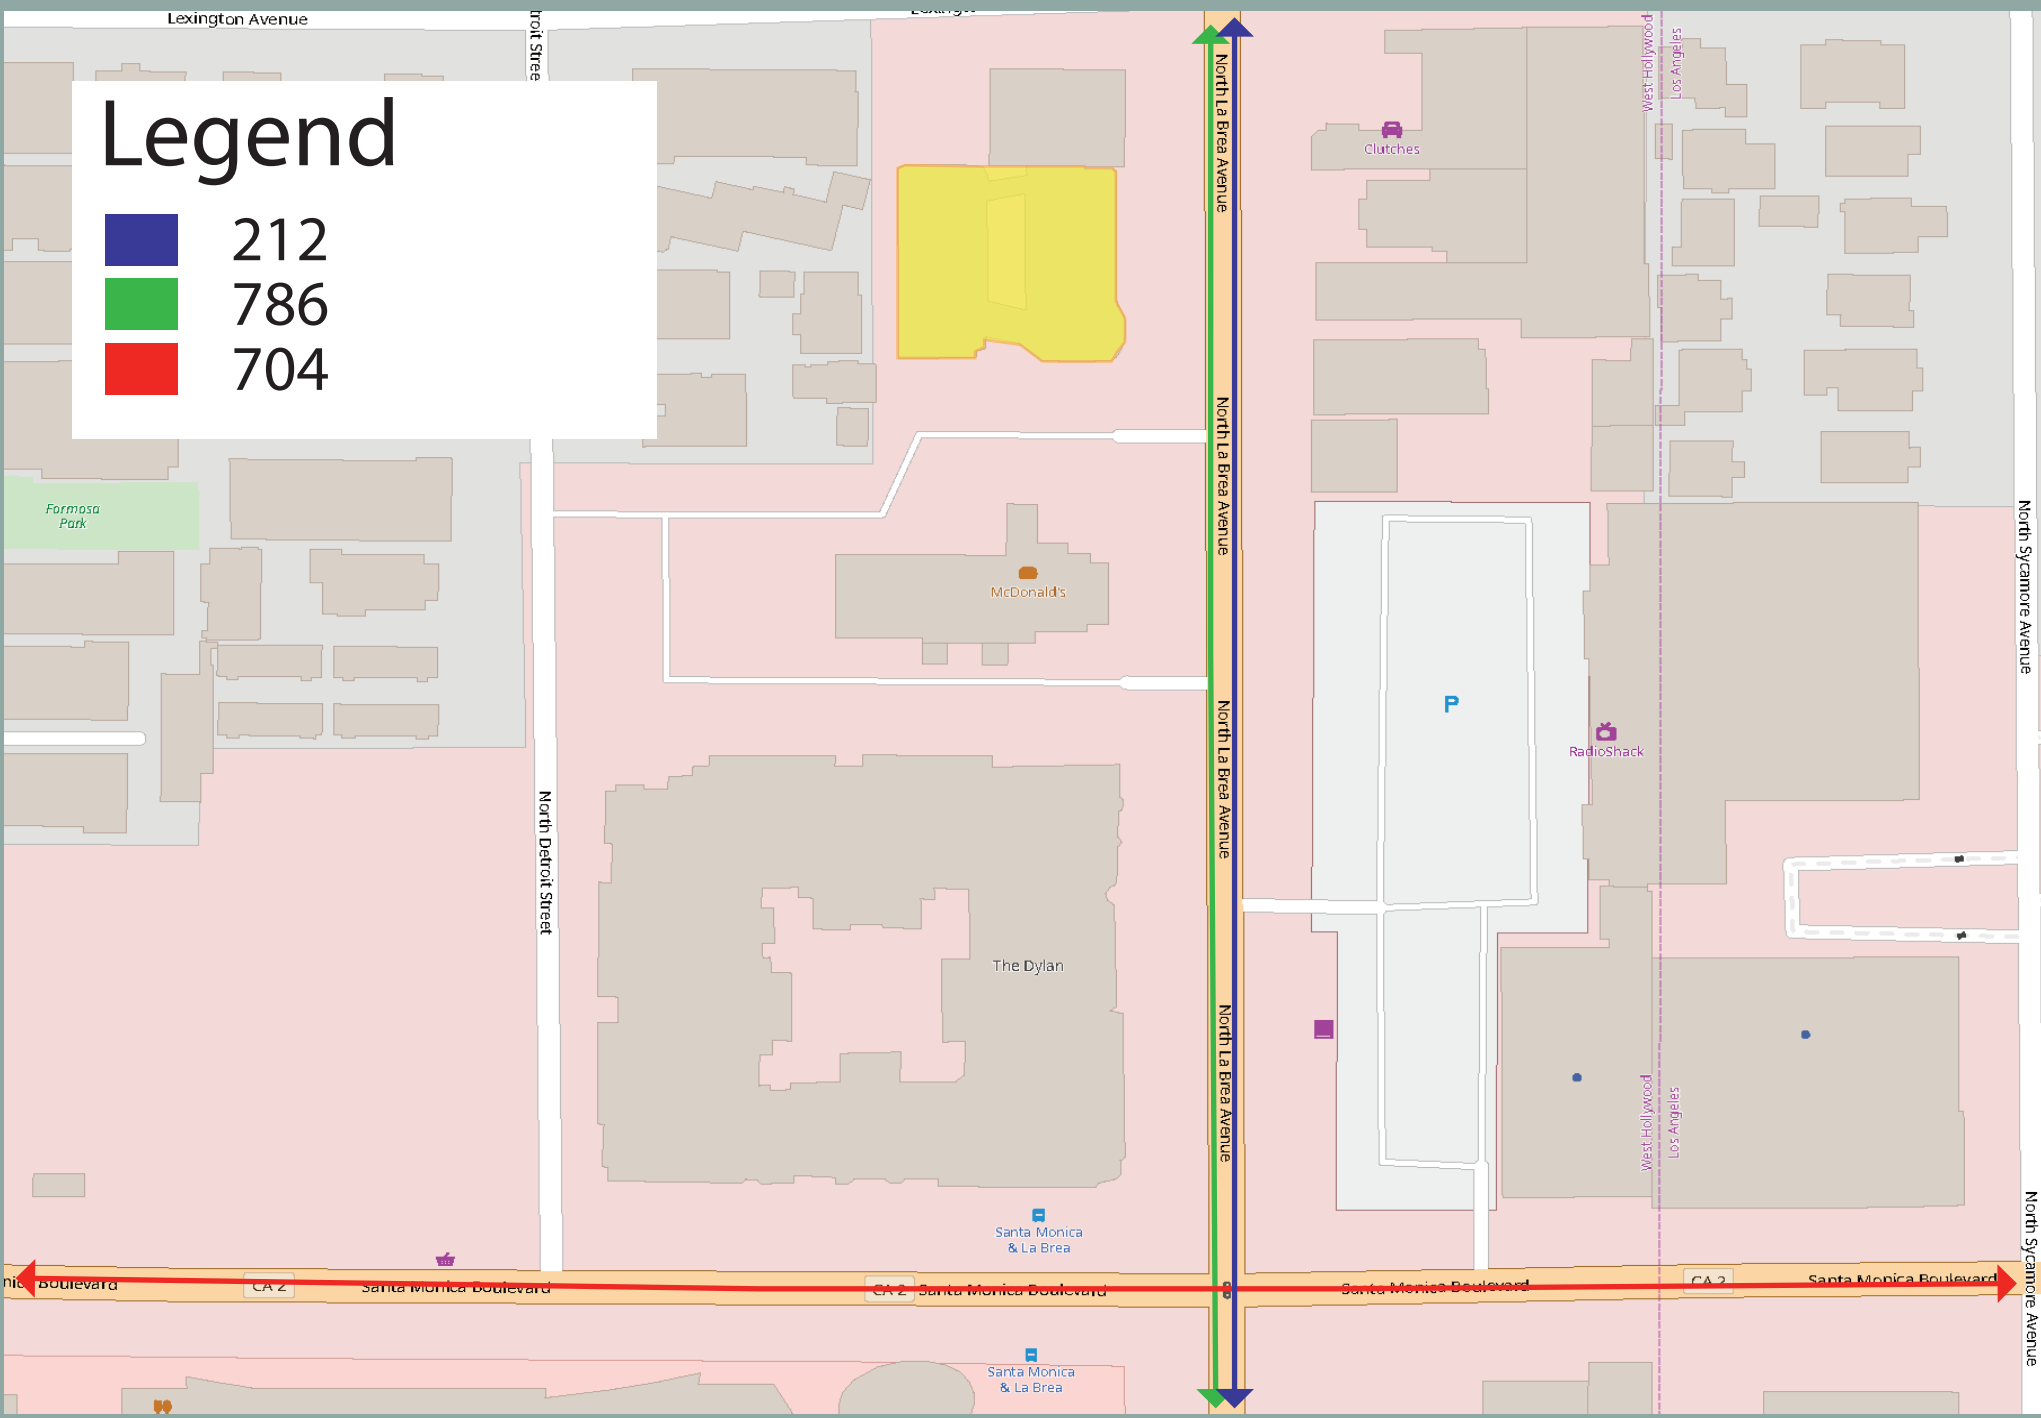 Lexington Avenue
Legend
212
786
704
North La Brea Avenue
West Hollywood
Los Angeles
Clutches
North La Brea Avenue
Formosa
Park
McDonald's
North Sycamore Avenue
P
RadioShack
North La Brea Avenue
North Detroit Street
The Dylan
North La Brea Avenue
West Hollywood
Los Angeles
Santa Monica
& La Brea
Boulevard
CA 2
Santa Monica Boulevard
CA 2
Santa Monica Boulevard
Santa Monica Boulevard
CA 2
Santa Monica Boulevard
North Sycamore Avenue
Santa Monica
& La Brea